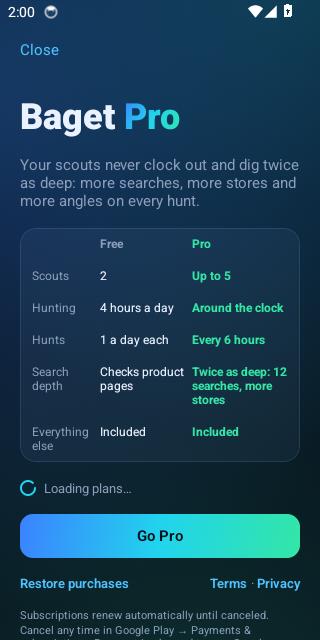 2:00
Close
Baget Pro
Your scouts never clock out and dig twice
as deep: more searches, more stores and
more angles on every hunt.
Free Pro
Scouts 2 Up to 5
Hunting 4 hours a day Around the clock
Hunts 1 a day each Every 6 hours
Search Checks product Twice as deep: 12
depth pages searches, more
stores
Everything Included Included
else
Loading plans…
Go Pro
Restore purchases Terms · Privacy
Subscriptions renew automatically until canceled.
Cancel any time in Google Play → Payments &